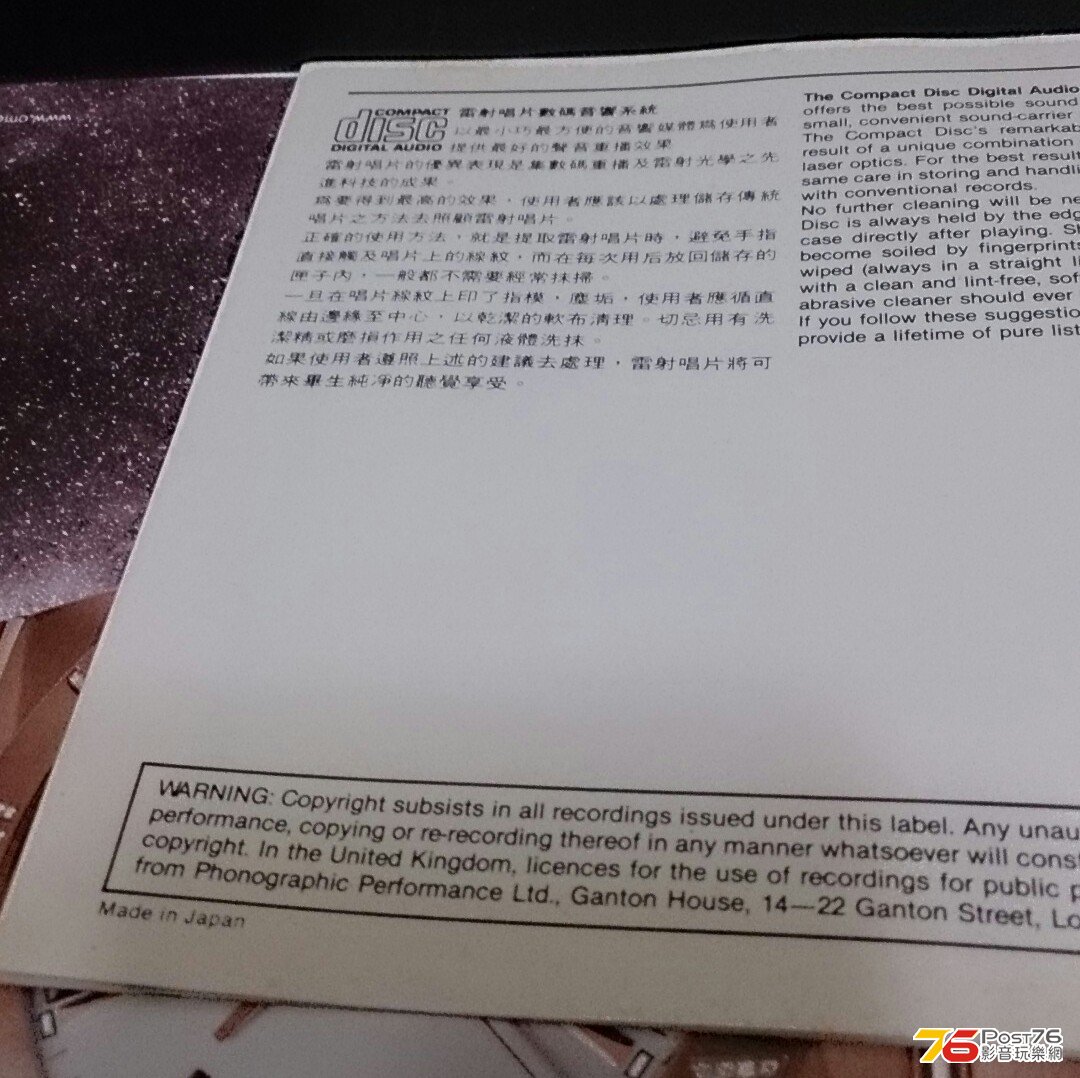 COMPACT
disc
DIGITAL AUDIO
雷射唱片數碼音響系統
以最小巧最方便的音響媒體爲使用者
提供最好的聲音重播效果
雷射唱片的優異表現是集數碼重播及雷射光學之先
進科技的成果。
爲要得到最高的效果，使用者應該以處理儲存傳統
唱片之方法去照顧雷射唱片。
正確的使用方法，就是提取雷射唱片時，避免手指
直接觸及唱片上的線紋，而在每次用后放回儲存的
匣子內，一般都不需要經常抹掃。
一旦在唱片線紋上印了指模，塵垢，使用者應循直
線由邊緣至中心，以乾潔的軟布清理。切忌用有洗
潔精或磨損作用之任何液體洗抹。
如果使用者遵照上述的建議去處理，雷射唱片將可
帶來畢生純凈的聽覺享受。
The Compact Disc Digital Audio
offers the best possible sound
small, convenient sound-carrier
The Compact Disc's remarkab
result of a unique combination
laser optics. For the best result
same care in storing and handli
with conventional records.
No further cleaning will be ne
Disc is always held by the edg
case directly after playing. Sh
become soiled by fingerprints
wiped (always in a straight li
with a clean and lint-free, sof
abrasive cleaner should ever
If you follow these suggestio
provide a lifetime of pure list
WARNING: Copyright subsists in all recordings issued under this label. Any unau
performance, copying or re-recording thereof in any manner whatsoever will const
copyright. In the United Kingdom, licences for the use of recordings for public p
from Phonographic Performance Ltd., Ganton House, 14—22 Ganton Street, Lo
Made in Japan
76 Post76
影音玩樂網